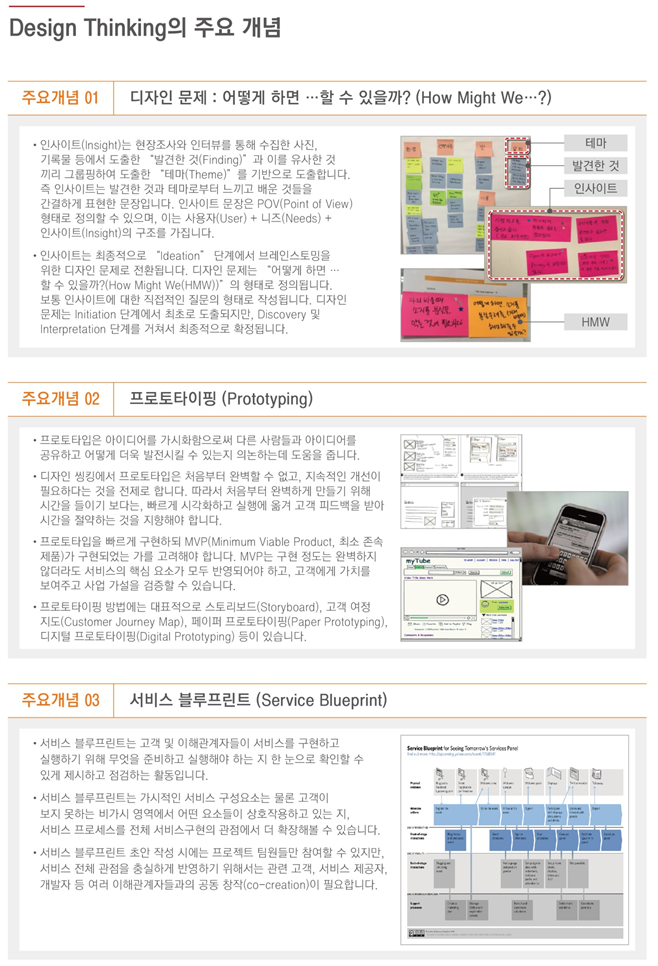 Design Thinking의 주요 개념
주요개념 01
디자인 문제 : 어떻게 하면 …할 수 있을까? (How Might We…?)
• 인사이트(Insight)는 현장조사와 인터뷰를 통해 수집한 사진,
기록물 등에서 도출한 “발견한 것(Finding)”과 이를 유사한 것
끼리 그룹핑하여 도출한 “테마(Theme)”를 기반으로 도출합니다.
즉 인사이트는 발견한 것과 테마로부터 느끼고 배운 것들을
간결하게 표현한 문장입니다. 인사이트 문장은 POV(Point of View)
형태로 정의할 수 있으며, 이는 사용자(User) + 니즈(Needs) +
인사이트(Insight)의 구조를 가집니다.
• 인사이트는 최종적으로 “Ideation” 단계에서 브레인스토밍을
위한 디자인 문제로 전환됩니다. 디자인 문제는 “어떻게 하면 …
할 수 있을까?(How Might We(HMW))”의 형태로 정의됩니다.
보통 인사이트에 대한 직접적인 질문의 형태로 작성됩니다. 디자인
문제는 Initiation 단계에서 최초로 도출되지만, Discovery 및
Interpretation 단계를 거쳐서 최종적으로 확정됩니다.
테마
발견한 것
인사이트
HMW
주요개념 02
프로토타이핑 (Prototyping)
• 프로토타입은 아이디어를 가시화함으로써 다른 사람들과 아이디어를
공유하고 어떻게 더욱 발전시킬 수 있는지 의논하는데 도움을 줍니다.
• 디자인 씽킹에서 프로토타입은 처음부터 완벽할 수 없고, 지속적인 개선이
필요하다는 것을 전제로 합니다. 따라서 처음부터 완벽하게 만들기 위해
시간을 들이기 보다는, 빠르게 시각화하고 실행에 옮겨 고객 피드백을 받아
시간을 절약하는 것을 지향해야 합니다.
• 프로토타입을 빠르게 구현하되 MVP(Minimum Viable Product, 최소 존속
제품)가 구현되었는 가를 고려해야 합니다. MVP는 구현 정도는 완벽하지
않더라도 서비스의 핵심 요소가 모두 반영되어야 하고, 고객에게 가치를
보여주고 사업 가설을 검증할 수 있습니다.
• 프로토타이핑 방법에는 대표적으로 스토리보드(Storyboard), 고객 여정
지도(Customer Journey Map), 페이퍼 프로토타이핑(Paper Prototyping),
디지털 프로토타이핑(Digital Prototyping) 등이 있습니다.
myTube
주요개념 03
서비스 블루프린트 (Service Blueprint)
• 서비스 블루프린트는 고객 및 이해관계자들이 서비스를 구현하고
실행하기 위해 무엇을 준비하고 실행해야 하는 지 한 눈으로 확인할 수
있게 제시하고 점검하는 활동입니다.
• 서비스 블루프린트는 가시적인 서비스 구성요소는 물론 고객이
보지 못하는 비가시 영역에서 어떤 요소들이 상호작용하고 있는 지,
서비스 프로세스를 전체 서비스구현의 관점에서 더 확장해볼 수 있습니다.
• 서비스 블루프린트 초안 작성 시에는 프로젝트 팀원들만 참여할 수 있지만,
서비스 전체 관점을 충실하게 반영하기 위해서는 관련 고객, 서비스 제공자,
개발자 등 여러 이해관계자들과의 공동 창작(co-creation)이 필요합니다.
Service Blueprint for Seeing Tomorrow's Services Panel